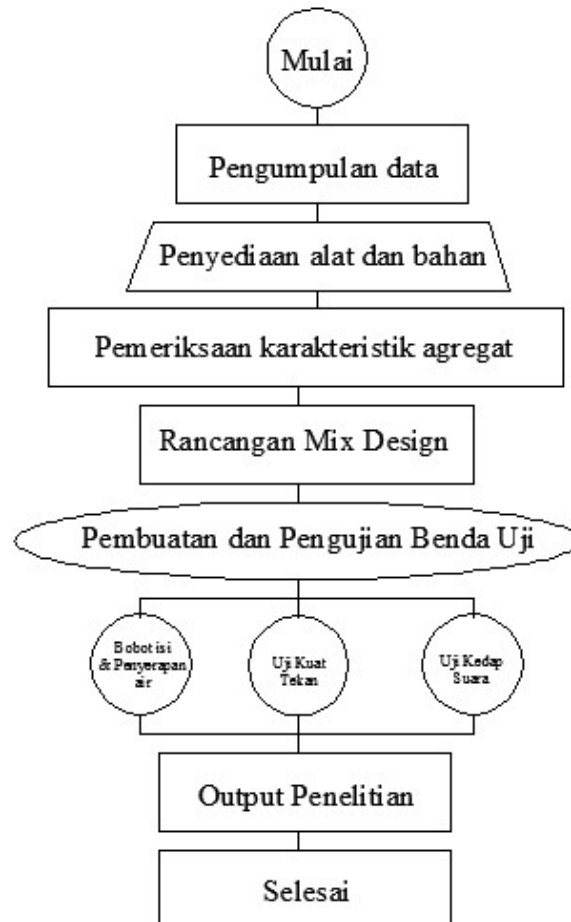 Mulai
Pengumpulan data
Penyediaan alat dan bahan
Pemeriksaan karakteristik agregat
Rancangan Mix Design
Pembuatan dan Pengujian Benda Uji
Bobot isi
& Penyerapan
air
Uji Kuat
Tekan
Uji Kedap
Suara
Output Penelitian
Selesai